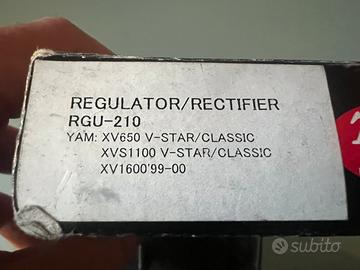 REGULATOR/RECTIFIER
RGU-210
YAM: XV650 V-STAR/CLASSIC
XVS1100 V-STAR/CLASSIC
XV1600'99-00
subito